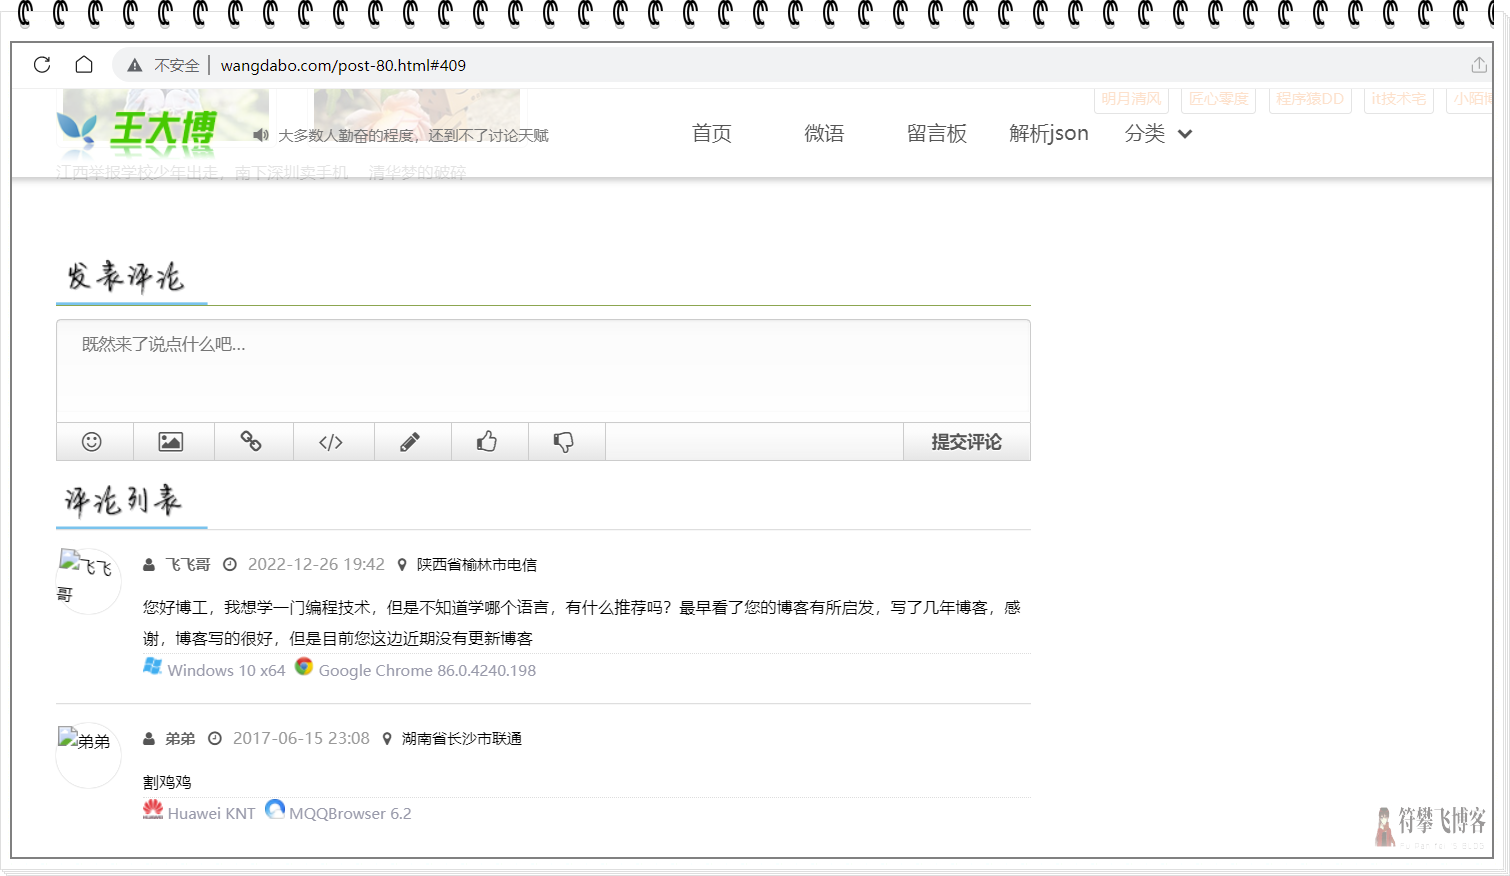 不安全 wangdabo.com/post-80.html#409
明月清风 匠心零度 程序猿DD it技术宅 小陌
王大博 大多数人勤奋的程度，还到不了讨论天赋 首页 微语 留言板 解析json 分类
江西举报学校少年出走，南下深圳卖手机 清华梦的破碎
发表评论
既然来了说点什么吧...
</> 提交评论
评论列表
飞飞哥
飞飞哥 2022-12-26 19:42 陕西省榆林市电信
您好博工，我想学一门编程技术，但是不知道学哪个语言，有什么推荐吗？最早看了您的博客有所启发，写了几年博客，感
谢，博客写的很好，但是目前您这边近期没有更新博客
Windows 10 x64 Google Chrome 86.0.4240.198
弟弟
弟弟 2017-06-15 23:08 湖南省长沙市联通
割鸡鸡
Huawei KNT MQQBrowser 6.2
符攀飞博客